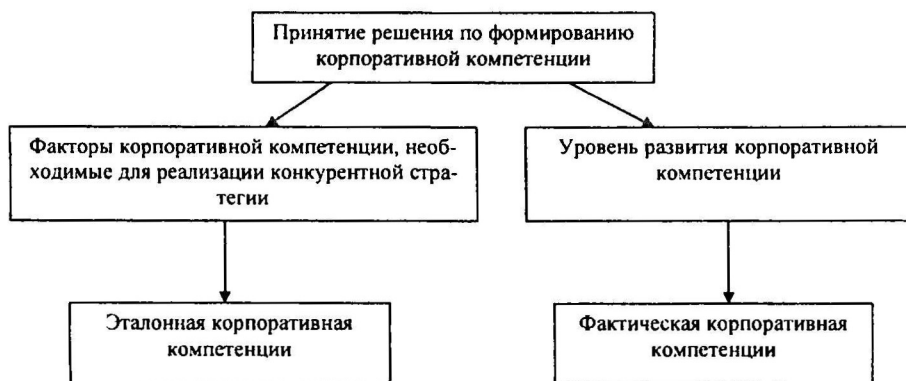 Принятие решения по формированию
корпоративной компетенции
Факторы корпоративной компетенции, необ-
ходимые для реализации конкурентной стра-
тегии
Уровень развития корпоративной
компетенции
Эталонная корпоративная
компетенции
Фактическая корпоративная
компетенции